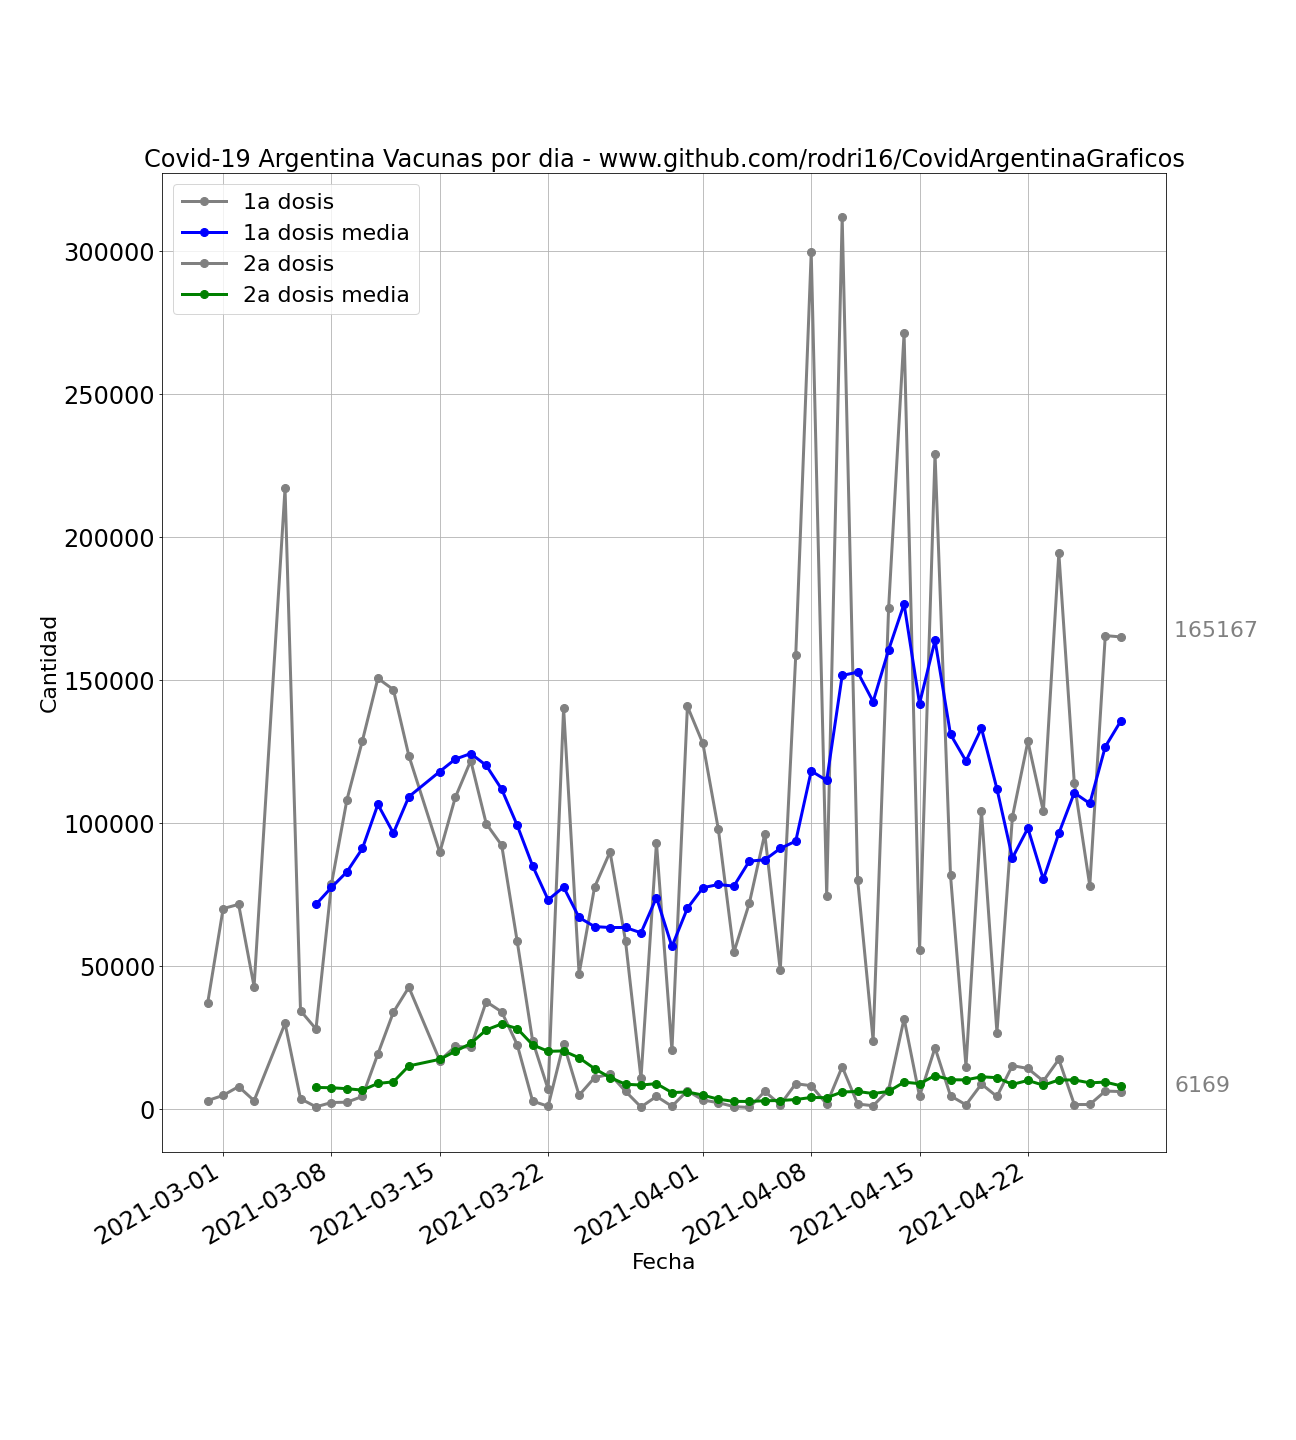 Covid-19 Argentina Vacunas por dia - www.github.com/rodri16/CovidArgentinaGraficos
1a dosis
1a dosis media
2a dosis
2a dosis media
300000
250000
200000
150000
100000
50000
0
Cantidad
165167
6169
2021-03-01
2021-03-08
2021-03-15
2021-03-22
2021-04-01
2021-04-08
2021-04-15
2021-04-22
Fecha